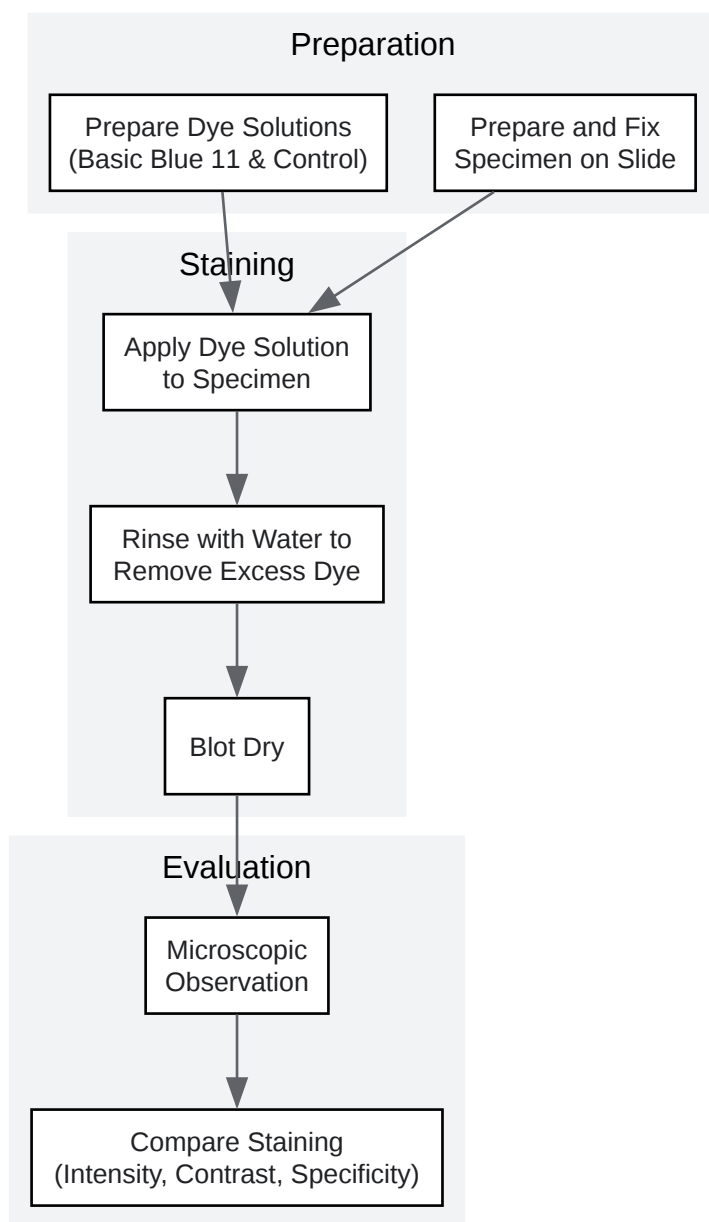 Preparation
Prepare Dye Solutions
(Basic Blue 11 & Control)
Prepare and Fix
Specimen on Slide
Staining
Apply Dye Solution
to Specimen
Rinse with Water to
Remove Excess Dye
Blot Dry
Evaluation
Microscopic
Observation
Compare Staining
(Intensity, Contrast, Specificity)